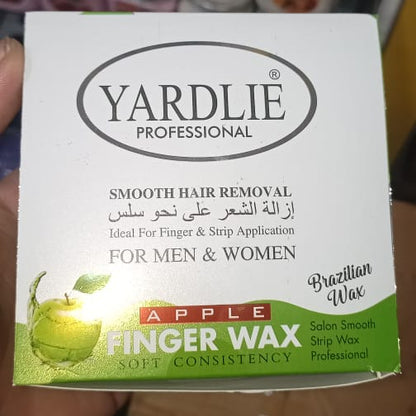 YARDLIE ®
PROFESSIONAL
SMOOTH HAIR REMOVAL
إزالة الشعر على نحو سلس
Ideal For Finger & Strip Application
FOR MEN & WOMEN
Brazilian
Wax
APPLE
FINGER WAX
SOFT CONSISTENCY
Salon Smooth
Strip Wax
Professional